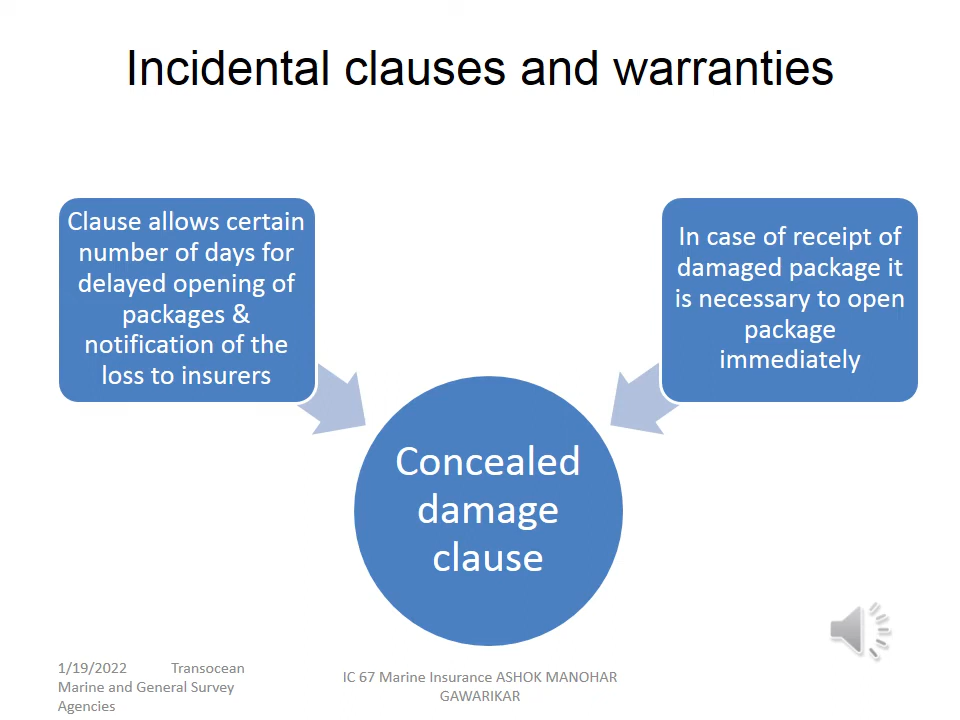 Incidental clauses and warranties
Clause allows certain
number of days for
delayed opening of
packages &
notification of the
loss to insurers
In case of receipt of
damaged package it
is necessary to open
package
immediately
Concealed
damage
clause
1/19/2022 Transocean
Marine and General Survey
Agencies
IC 67 Marine Insurance ASHOK MANOHAR
GAWARIKAR